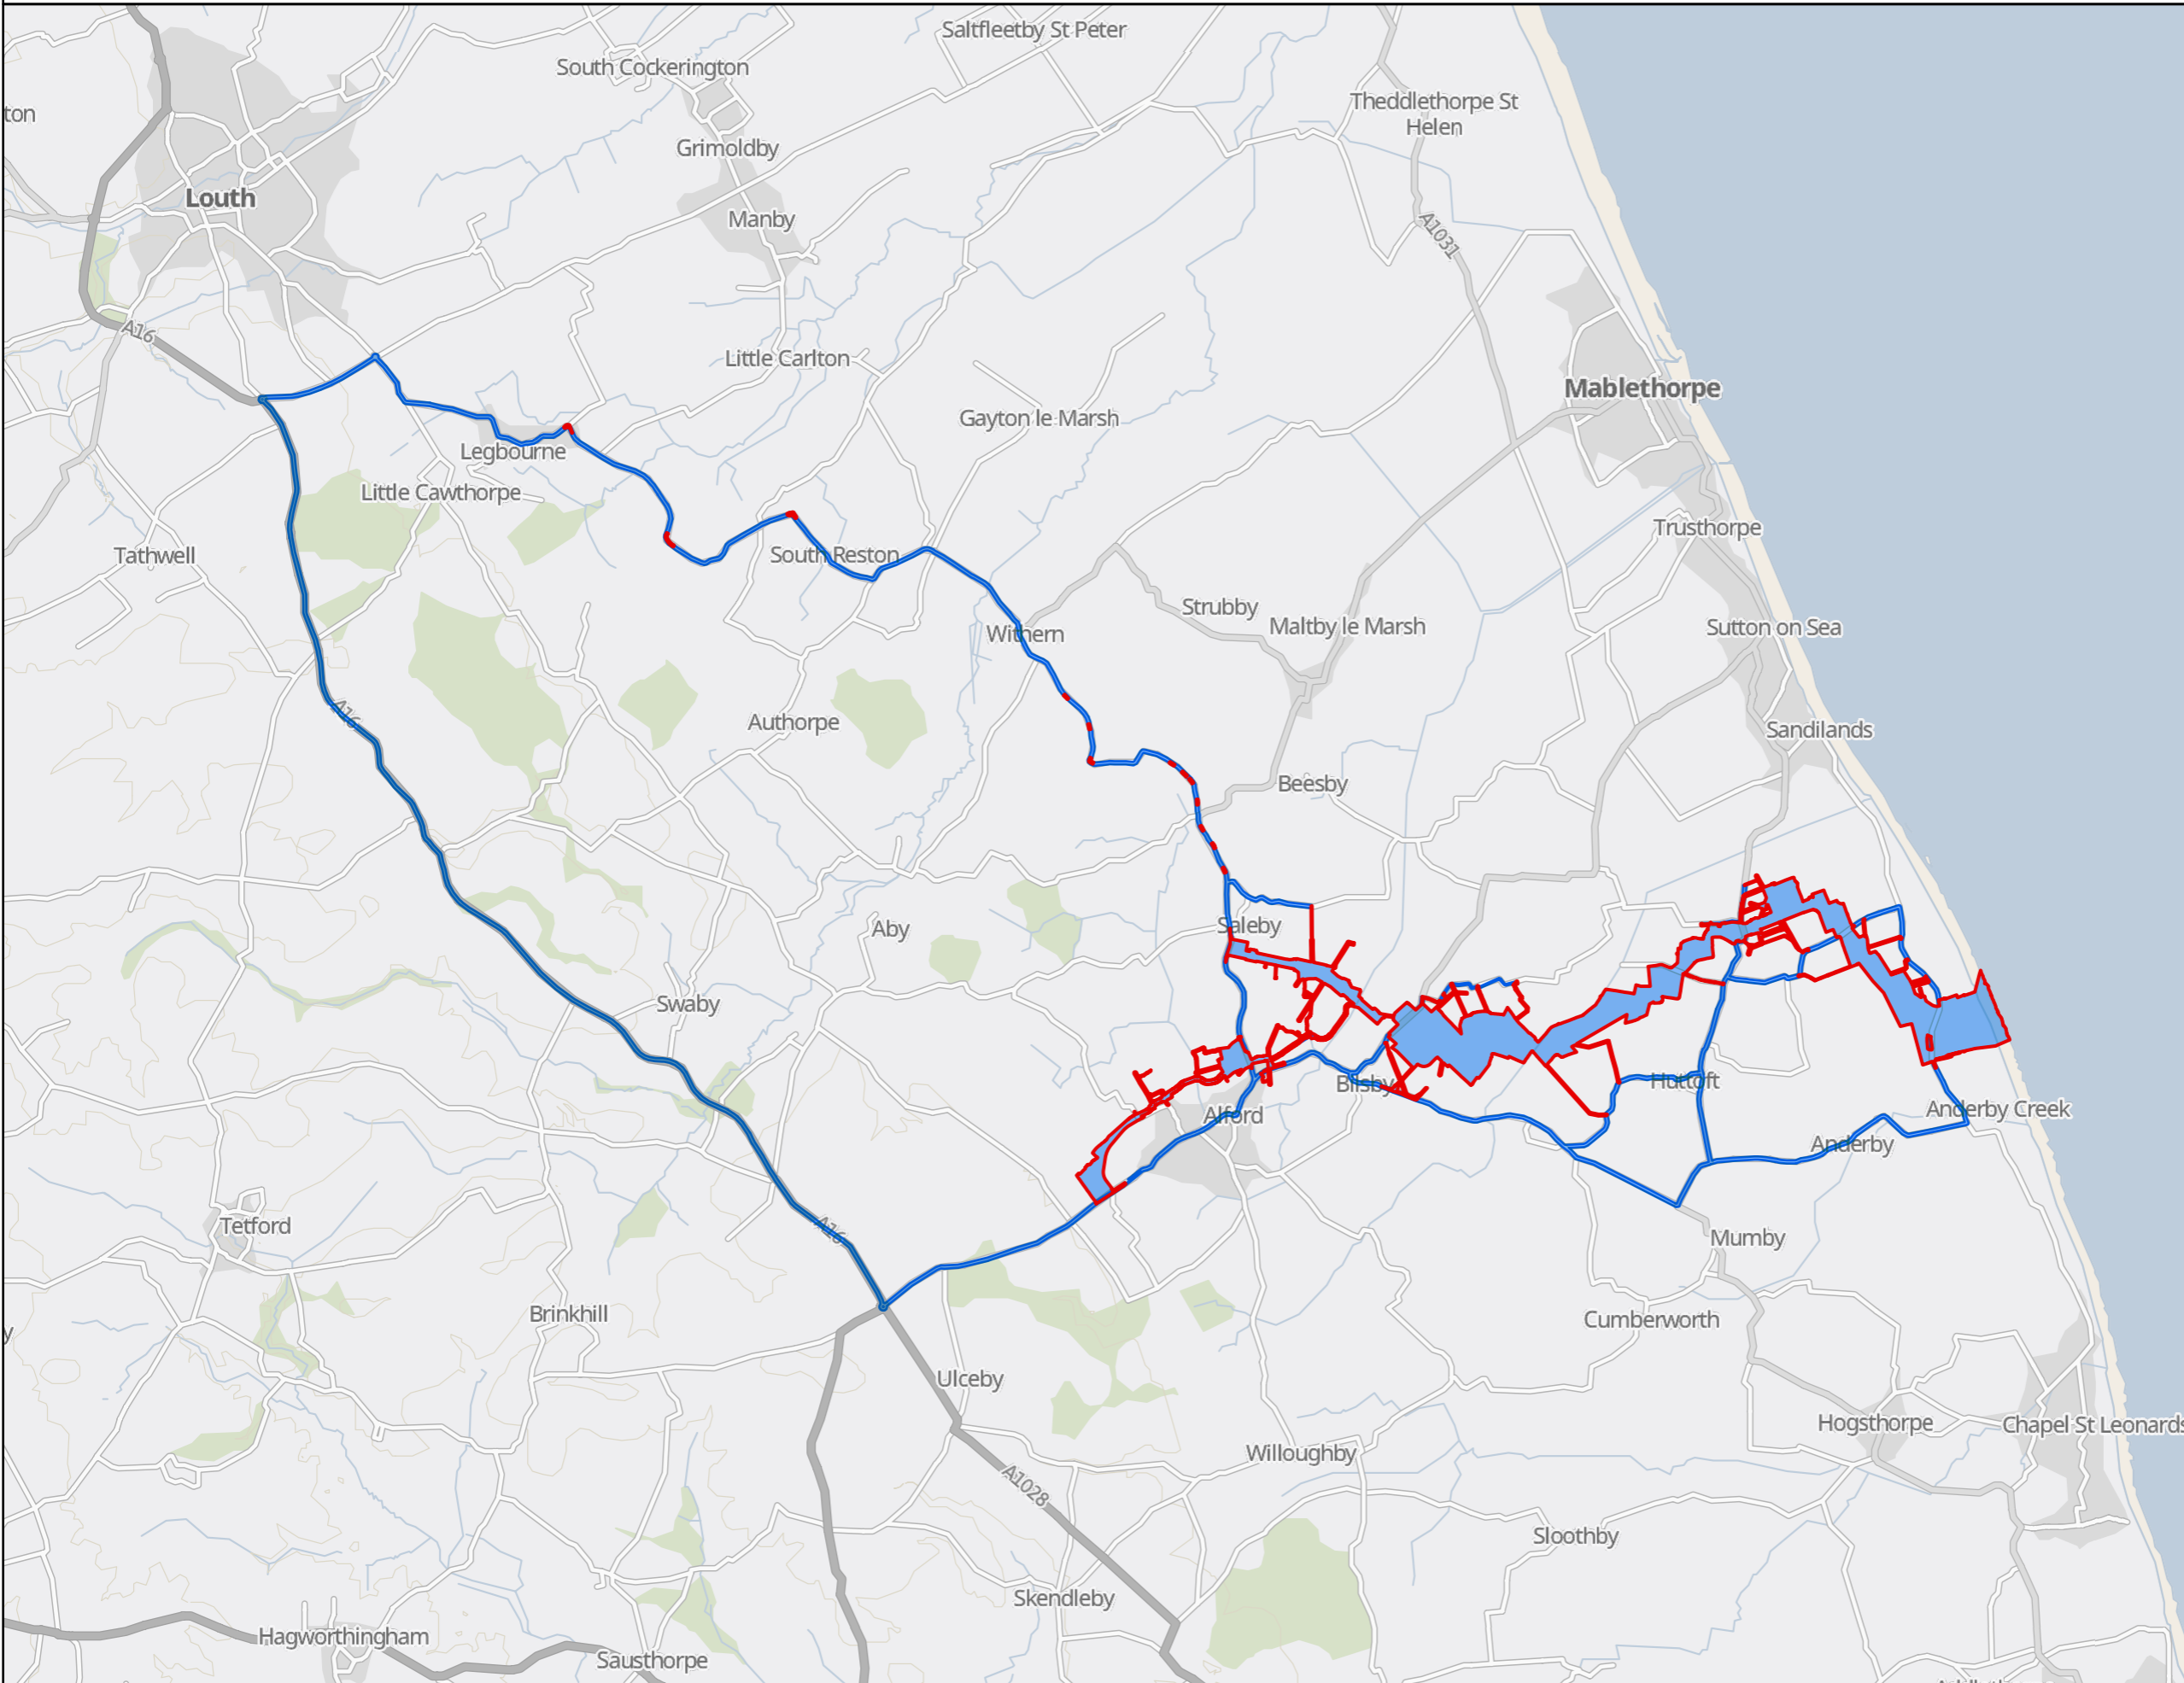 Saltfleetby St Peter
South Cockerington
Theddlethorpe St
Helen
ton
Grimoldby
Louth
Manby
A1031
A16
Little Carlton
Mablethorpe
Gayton le Marsh
Legbourne
Little Cawthorpe
Trusthorpe
Tathwell
South Reston
Strubby
Maltby le Marsh
Sutton on Sea
Withern
A16
Authorpe
Sandilands
Beesby
Aby
Saleby
Swaby
Bilsby
Huttoft
Alford
Anderby Creek
Anderby
Tetford
A16
Mumby
Brinkhill
Cumberworth
y
Ulceby
Hogsthorpe
Chapel St Leonards
Willoughby
A1028
Sloothby
Skendleby
Hagworthingham
Sausthorpe